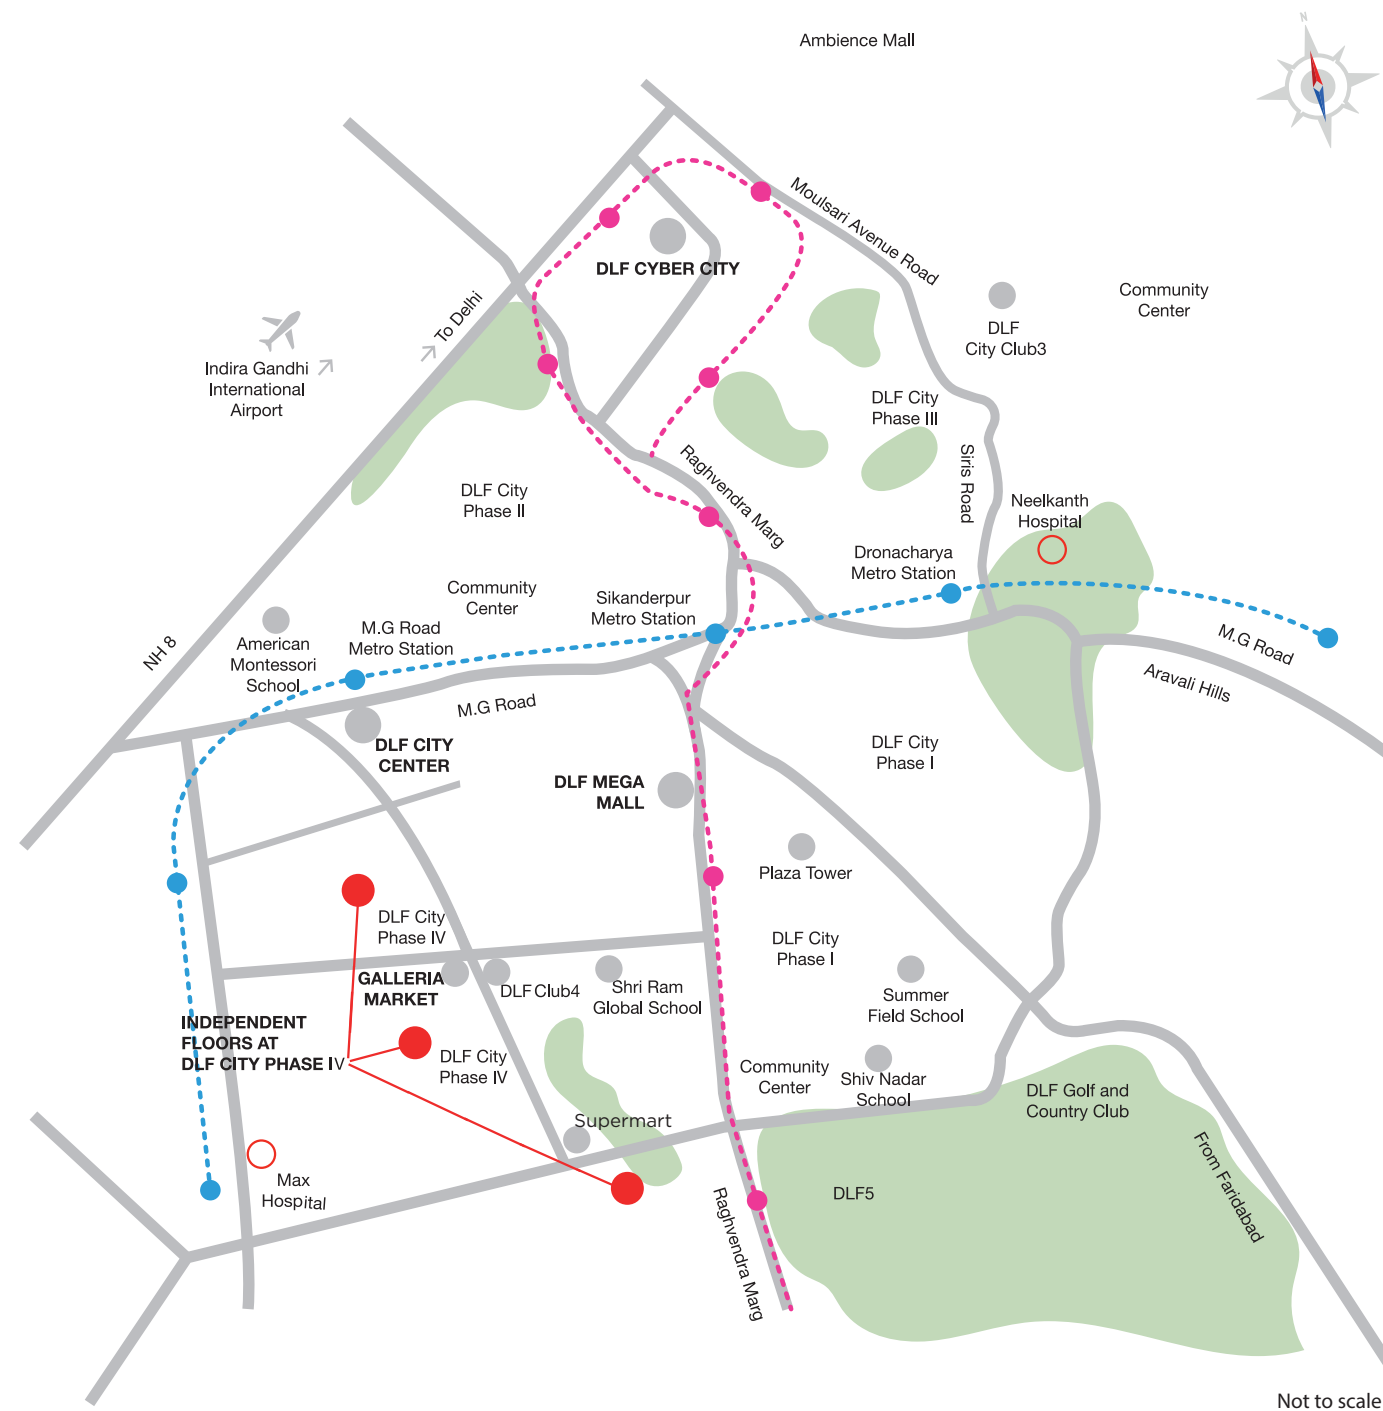 N
Ambience Mall
Moulsari Avenue Road
DLF CYBER CITY
Community
Center
To Delhi
DLF
City Club3
Indira Gandhi
International
Airport
DLF City
Phase III
Raghvendra Marg
Siris Road
DLF City
Phase II
Neelkanth
Hospital
Dronacharya
Metro Station
Community
Center
Sikanderpur
Metro Station
NH 8
American
Montessori
School
M.G Road
Metro Station
M.G Road
Aravali Hills
M.G Road
DLF CITY
CENTER
DLF City
Phase I
DLF MEGA
MALL
Plaza Tower
DLF City
Phase IV
DLF City
Phase I
GALLERIA
MARKET
DLF Club4
Shri Ram
Global School
Summer
Field School
INDEPENDENT
FLOORS AT
DLF CITY PHASE IV
DLF City
Phase IV
Community
Center
Shiv Nadar
School
DLF Golf and
Country Club
Supermart
From Faridabad
Max
Hospital
Raghvendra Marg
DLF5
Not to scale